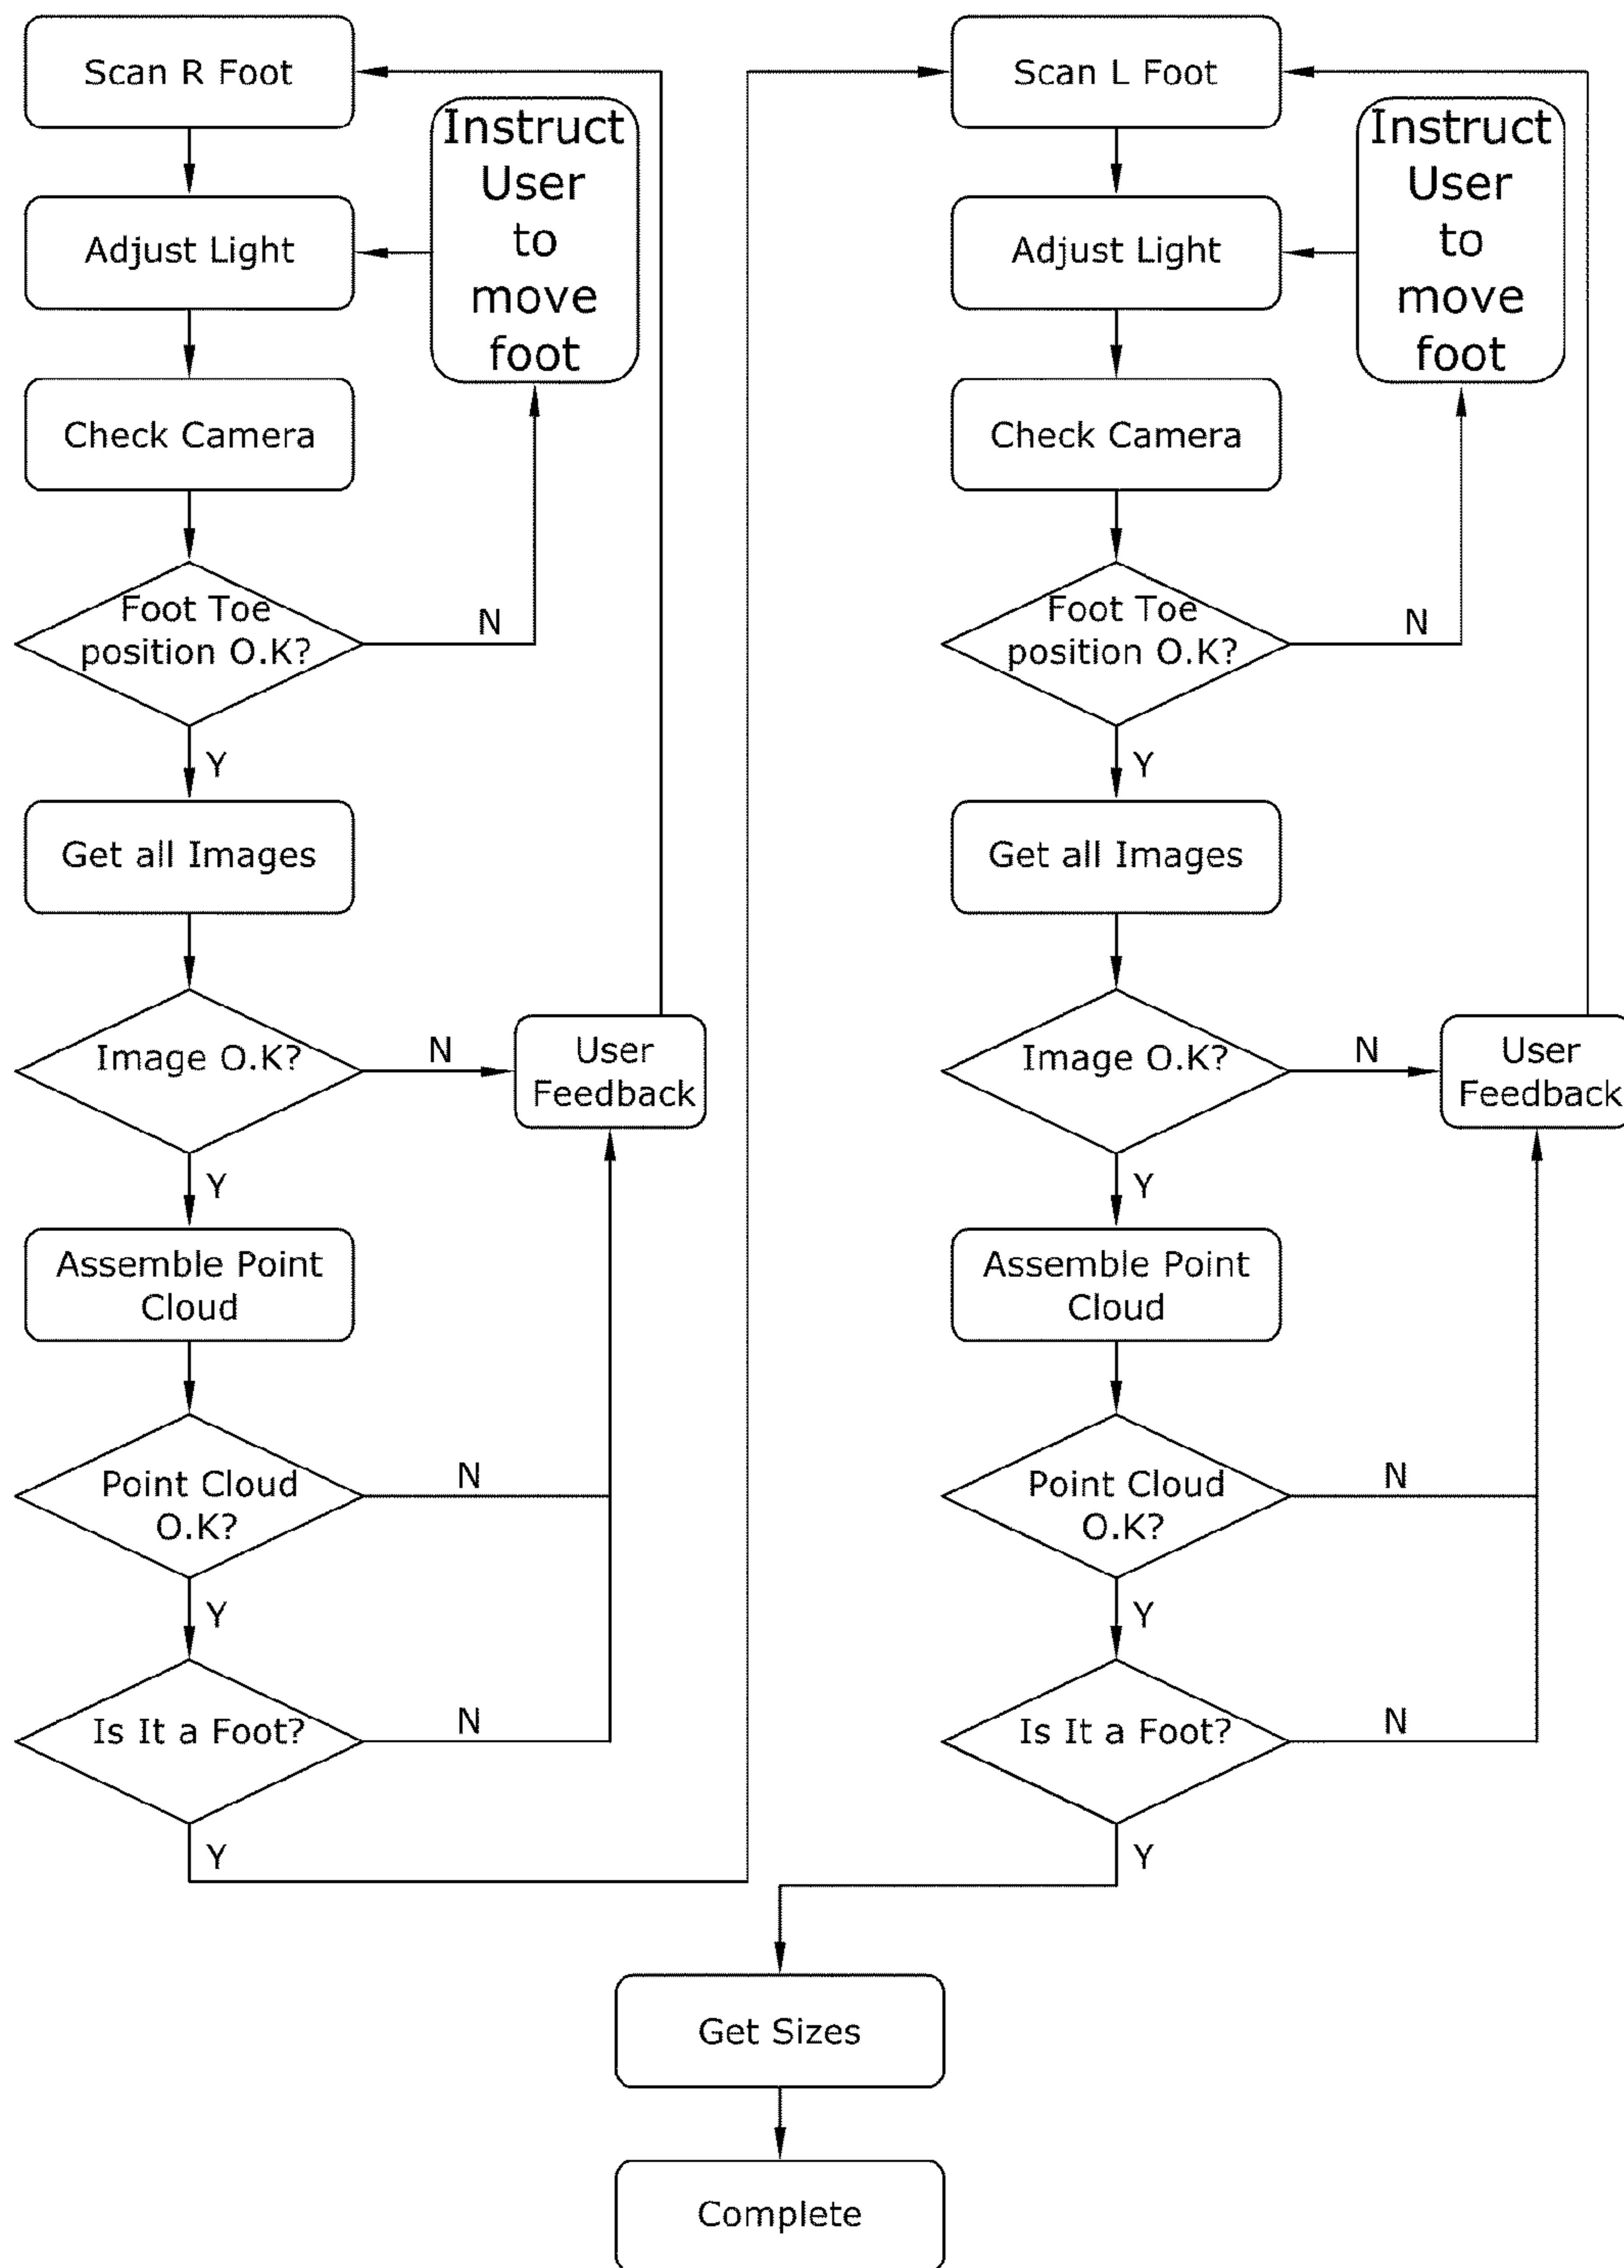 Scan R Foot
Instruct
User
to
move
foot
Adjust Light
Check Camera
Foot Toe
position O.K?
N
Y
Get all Images
Image O.K?
N
User
Feedback
Y
Assemble Point
Cloud
Point Cloud
O.K?
N
Y
Is It a Foot?
N
Y
Scan L Foot
Instruct
User
to
move
foot
Adjust Light
Check Camera
Foot Toe
position O.K?
N
Y
Get all Images
Image O.K?
N
User
Feedback
Y
Assemble Point
Cloud
Point Cloud
O.K?
N
Y
Is It a Foot?
N
Y
Get Sizes
Complete